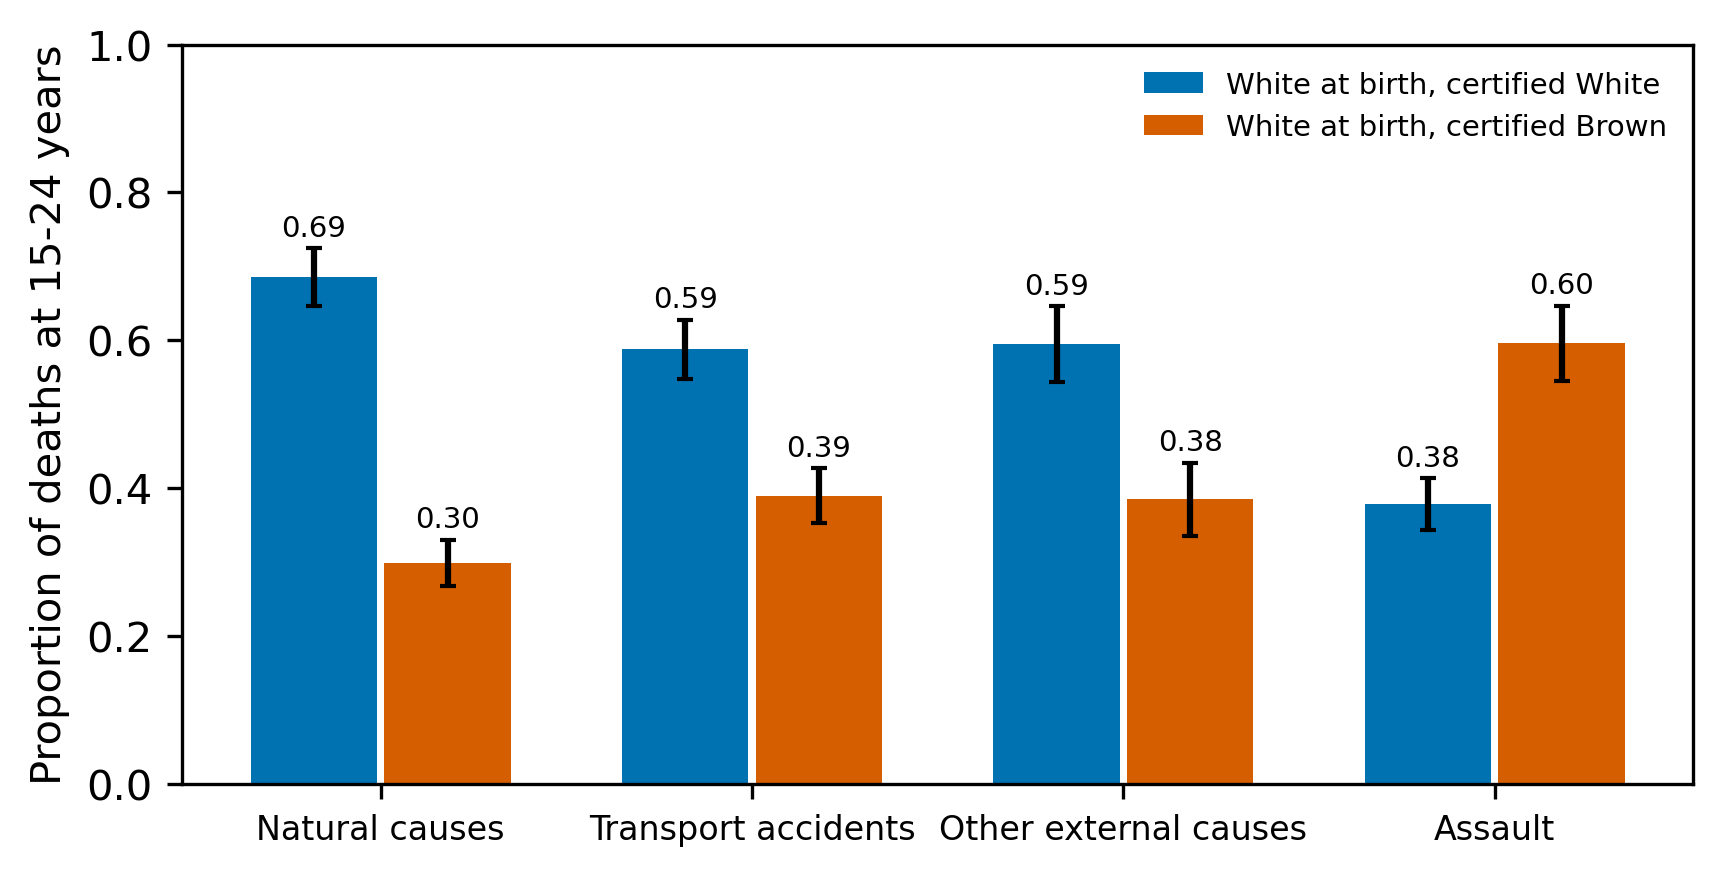 Proportion of deaths at 15-24 years
1.0
0.8
0.6
0.4
0.2
0.0
White at birth, certified White
White at birth, certified Brown
0.69
0.30
0.59
0.39
0.59
0.38
0.38
0.60
Natural causes
Transport accidents
Other external causes
Assault